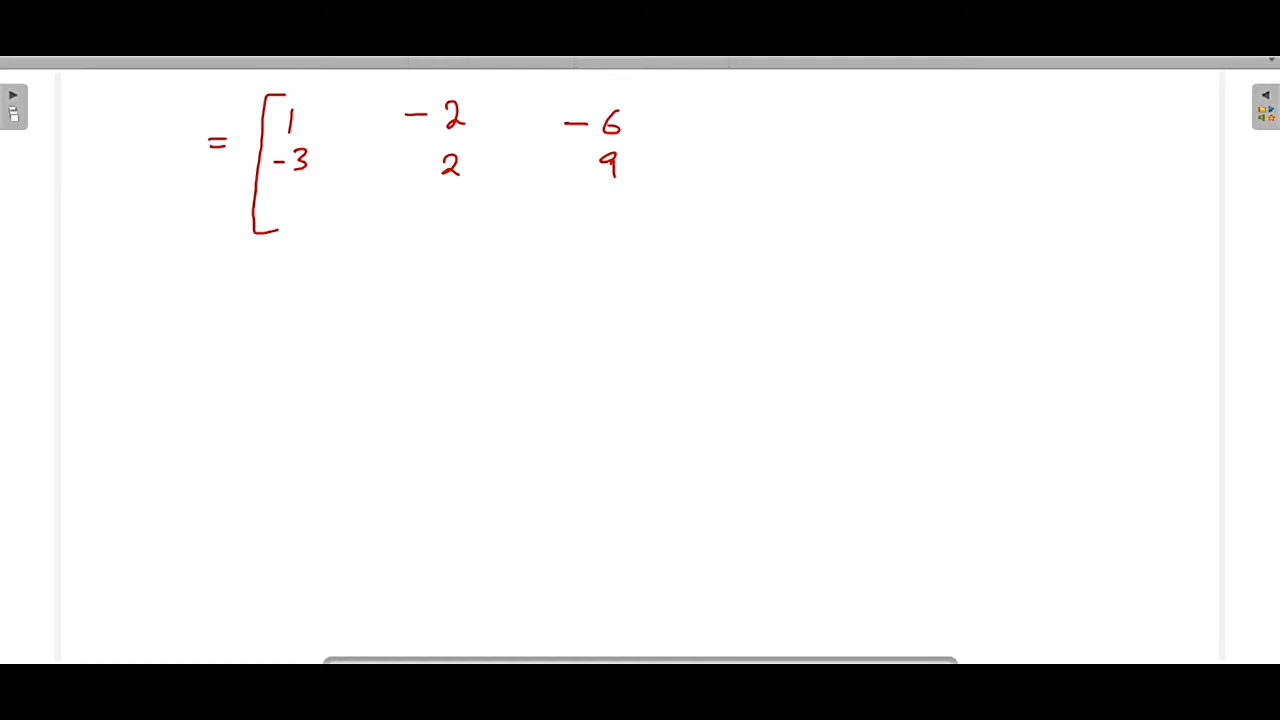 = [ 1 - 2 - 6
-3 2 9